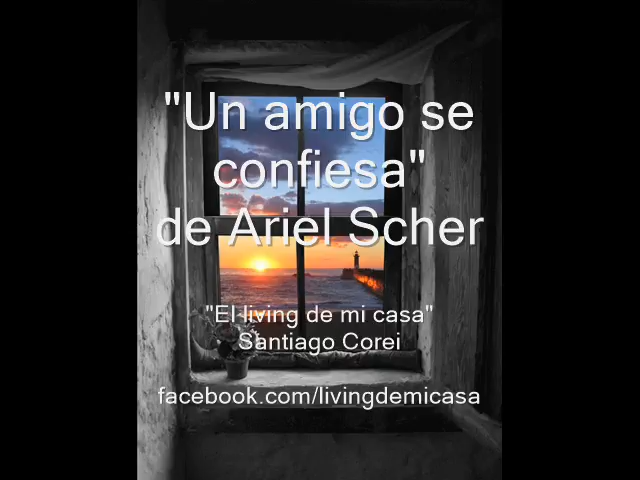 "Un amigo se
confiesa"
de Ariel Scher
"El living de mi casa"
Santiago Corei
facebook.com/livingdemicasa